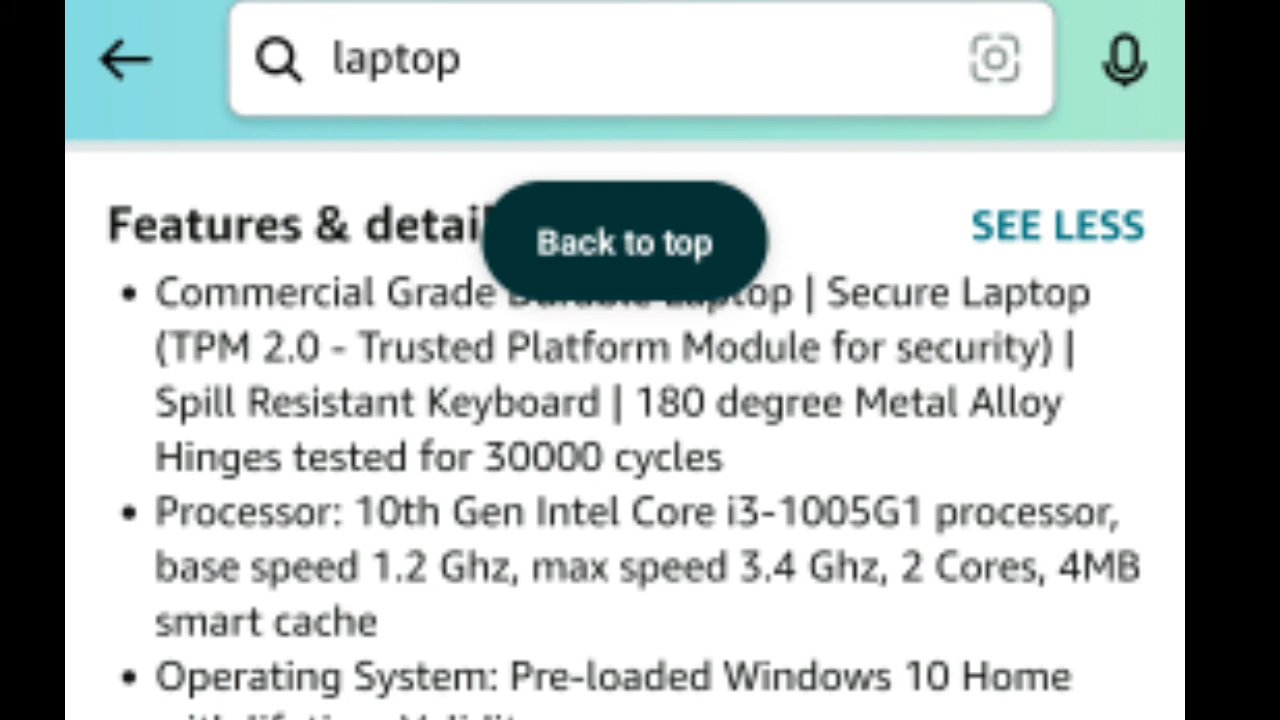 laptop
Features & detail
Back to top
SEE LESS
Commercial Grade Durable Laptop | Secure Laptop
(TPM 2.0 - Trusted Platform Module for security) |
Spill Resistant Keyboard | 180 degree Metal Alloy
Hinges tested for 30000 cycles
Processor: 10th Gen Intel Core i3-1005G1 processor,
base speed 1.2 Ghz, max speed 3.4 Ghz, 2 Cores, 4MB
smart cache
Operating System: Pre-loaded Windows 10 Home